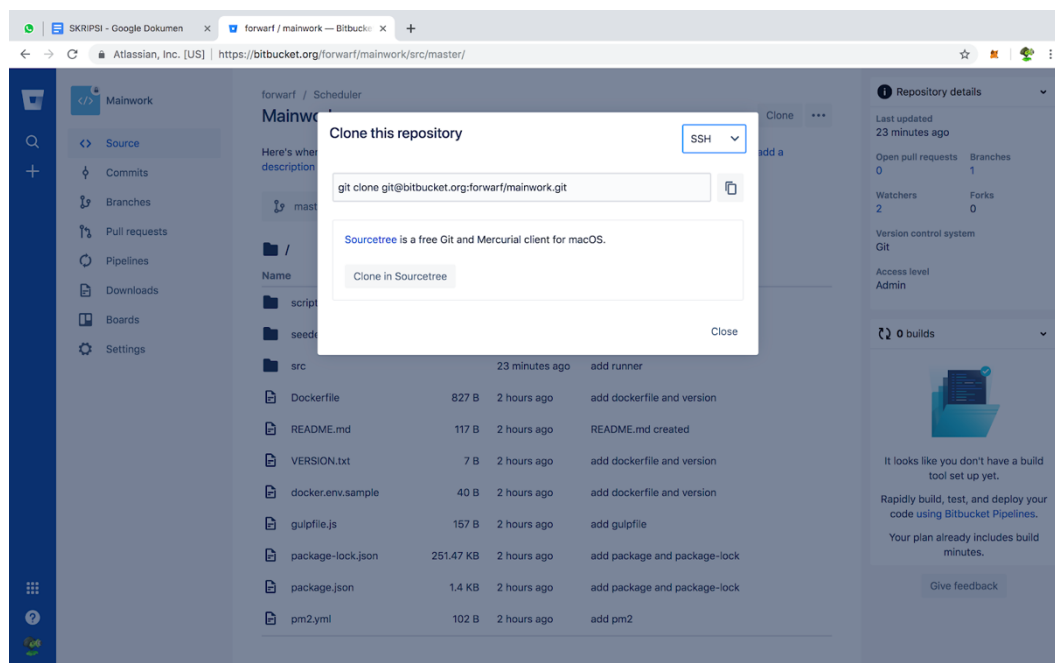 SKRIPSI - Google Dokumen
forwarf / mainwork — Bitbucke
Atlassian, Inc. [US] | https://bitbucket.org/forwarf/mainwork/src/master/
Mainwork
Source
Commits
Branches
Pull requests
Pipelines
Downloads
Boards
Settings
forwarf / Scheduler
Clone
Here's
description
add a
Clone this repository
SSH
git clone git@bitbucket.org:forwarf/mainwork.git
Sourcetree is a free Git and Mercurial client for macOS.
Clone in Sourcetree
Close
/
Name
src 23 minutes ago add runner
Dockerfile 827 B 2 hours ago add dockerfile and version
README.md 117 B 2 hours ago README.md created
VERSION.txt 7 B 2 hours ago add dockerfile and version
docker.env.sample 40 B 2 hours ago add dockerfile and version
gulpfile.js 157 B 2 hours ago add gulpfile
package-lock.json 251.47 KB 2 hours ago add package and package-lock
package.json 1.4 KB 2 hours ago add package and package-lock
pm2.yml 102 B 2 hours ago add pm2
Repository details
Last updated
23 minutes ago
Open pull requests Branches
0 1
Watchers Forks
2 0
Version control system
Git
Access level
Admin
0 builds
It looks like you don't have a build
tool set up yet.
Rapidly build, test, and deploy your
code using Bitbucket Pipelines.
Your plan already includes build
minutes.
Give feedback